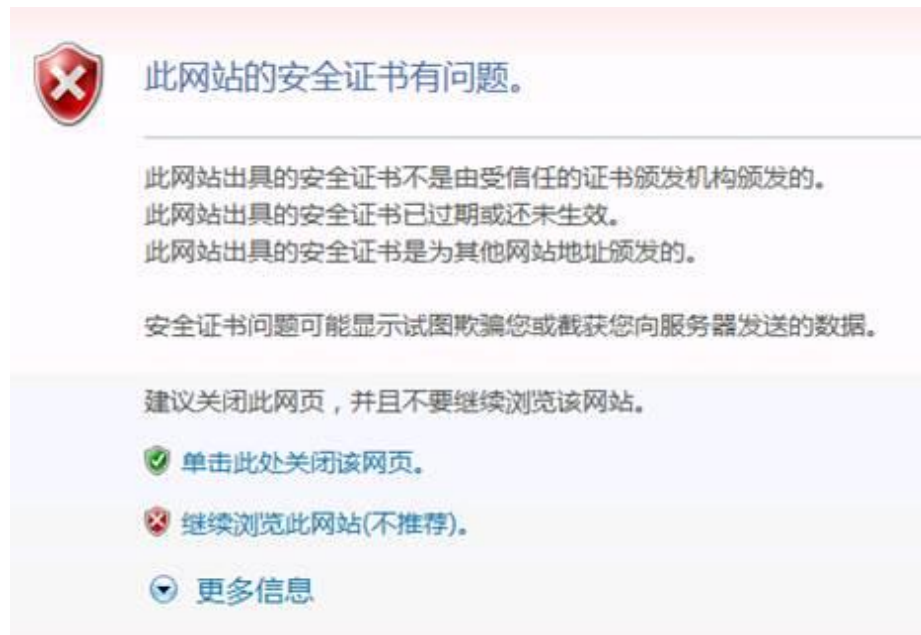 此网站的安全证书有问题。
此网站出具的安全证书不是由受信任的证书颁发机构颁发的。
此网站出具的安全证书已过期或还未生效。
此网站出具的安全证书是为其他网站地址颁发的。
安全证书问题可能显示试图欺骗您或截获您向服务器发送的数据。
建议关闭此网页，并且不要继续浏览该网站。
单击此处关闭该网页。
继续浏览此网站(不推荐)。
更多信息